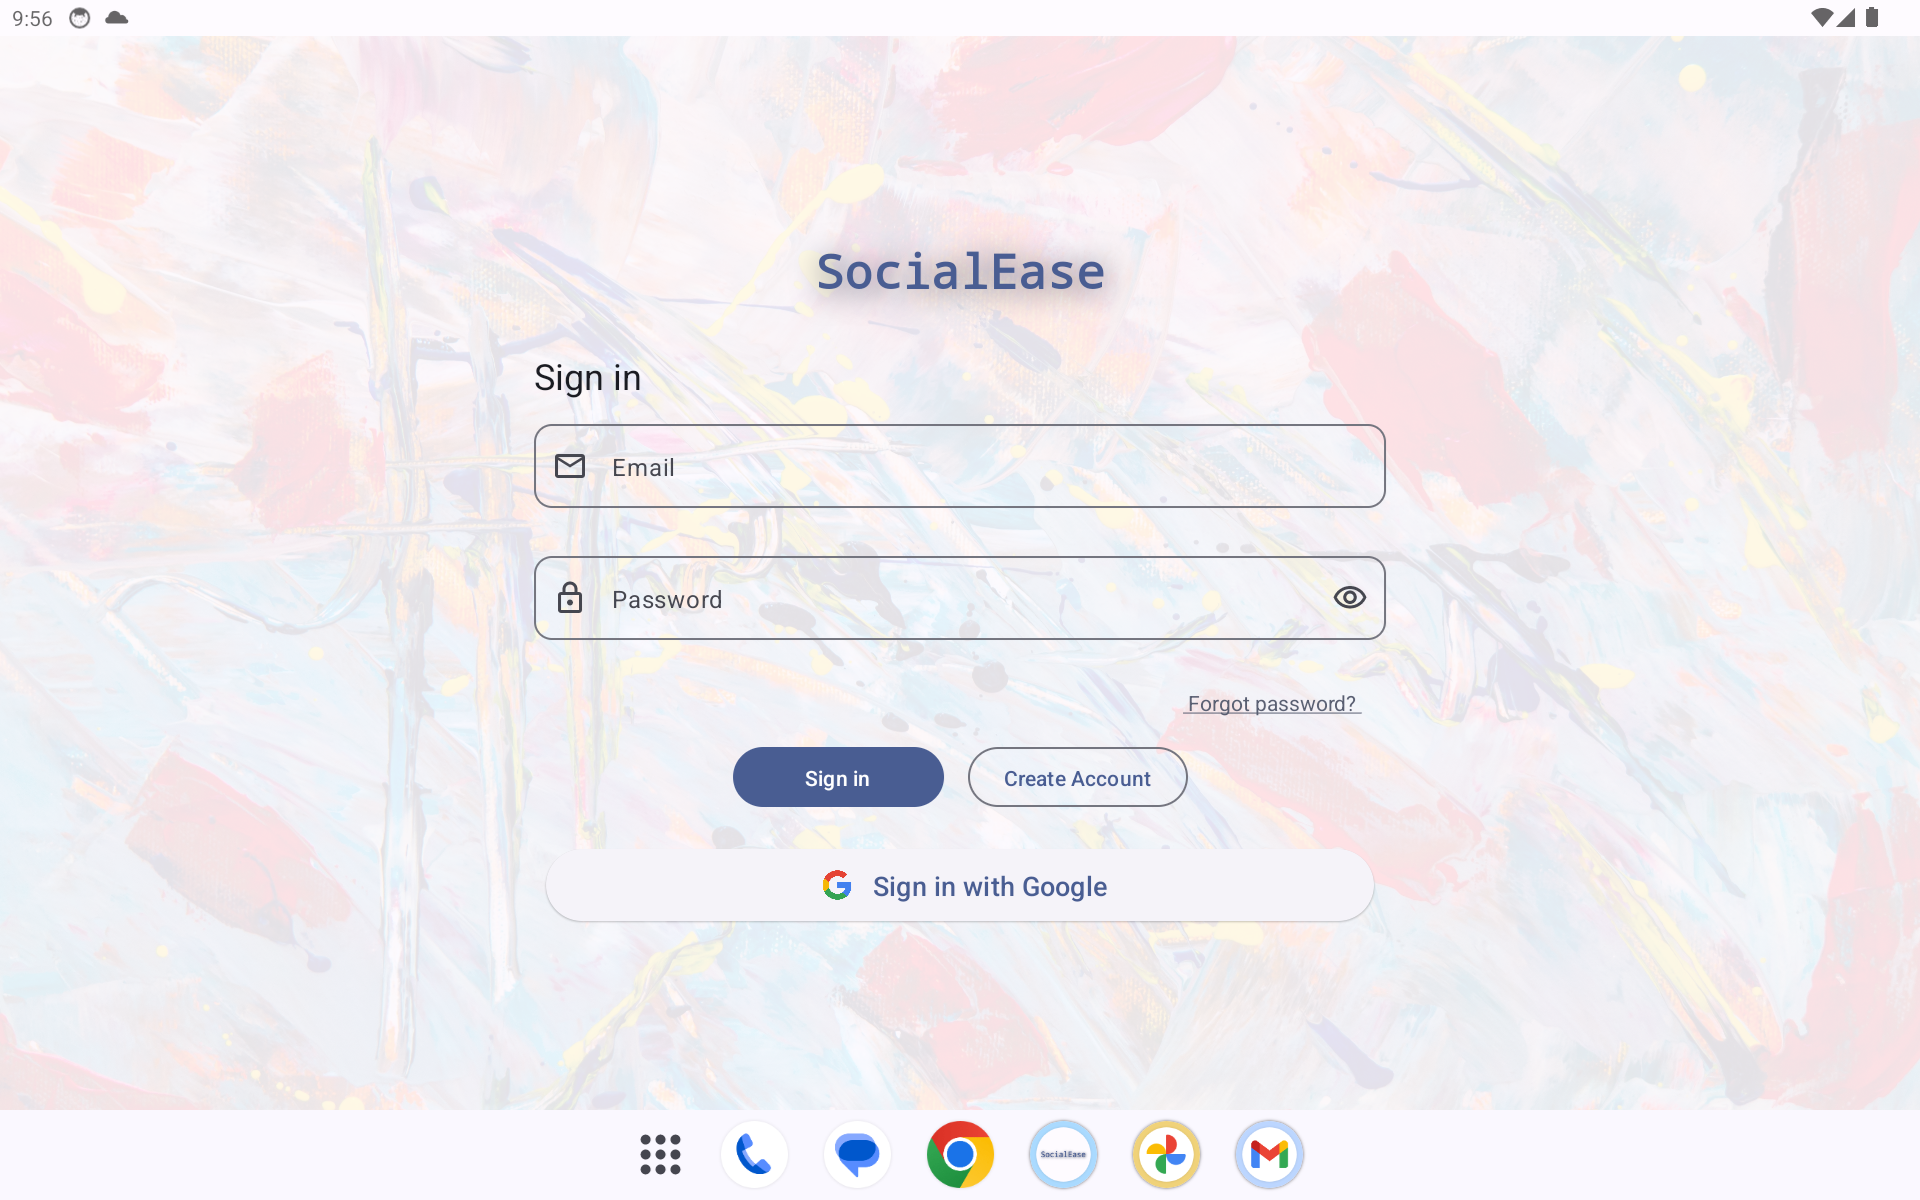 9:56
SocialEase
Sign in
Email
Password
Forgot password?
Sign in
Create Account
Sign in with Google
SocialEase